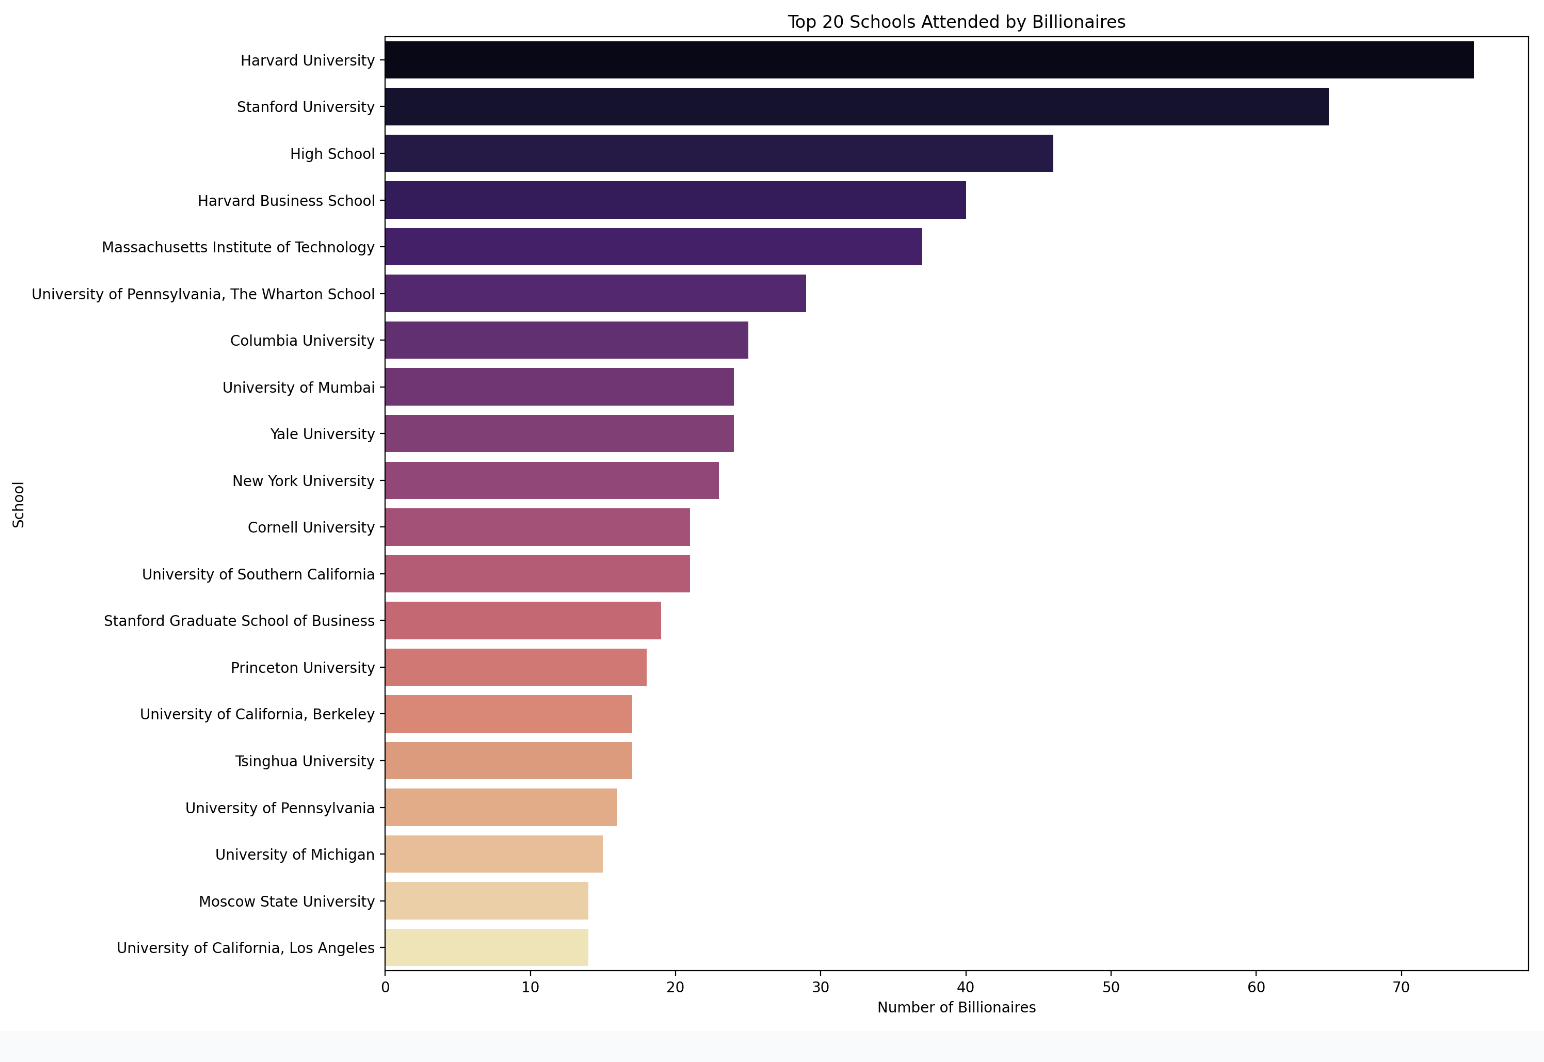 Top 20 Schools Attended by Billionaires
Harvard University
Stanford University
High School
Harvard Business School
Massachusetts Institute of Technology
University of Pennsylvania, The Wharton School
Columbia University
University of Mumbai
Yale University
New York University
Cornell University
University of Southern California
Stanford Graduate School of Business
Princeton University
University of California, Berkeley
Tsinghua University
University of Pennsylvania
University of Michigan
Moscow State University
University of California, Los Angeles
School
0 10 20 30 40 50 60 70
Number of Billionaires